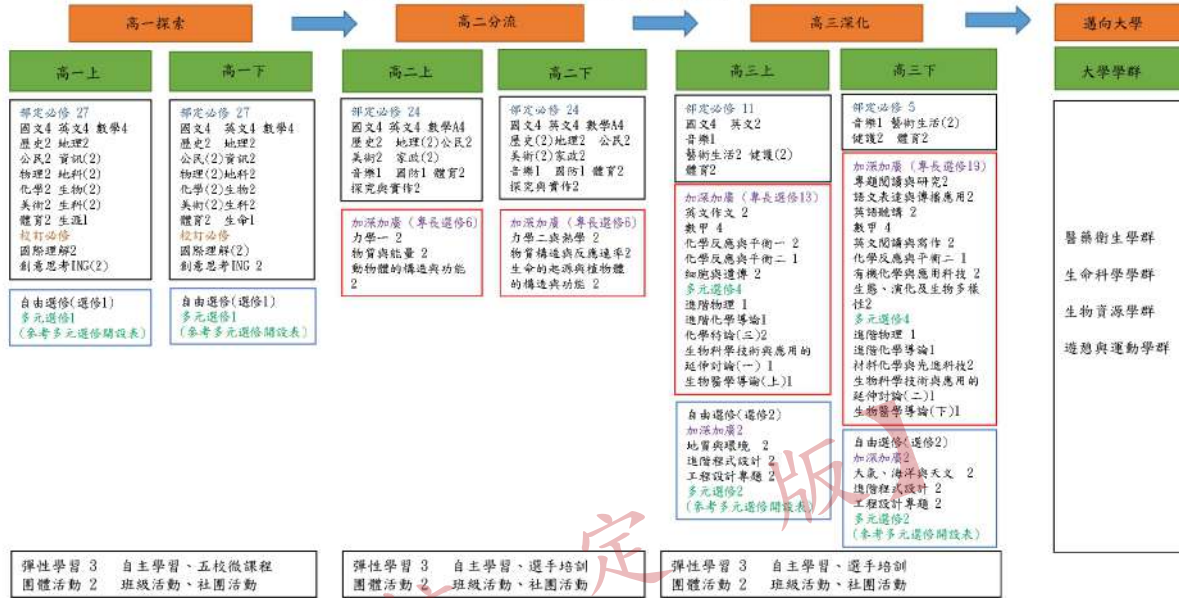 高一探索
高二分流
高三深化
邁向大學
高一上
高一下
高二上
高二下
高三上
高三下
大學學群
部定必修 27
國文4 英文4 數學4
歷史2 地理2
公民2 資訊(2)
物理2 地科(2)
化學2 生物(2)
美術2 生科(2)
體育2 生涯1
校訂必修
國際理解2
創意思考ING(2)
自由選修(選修1)
多元選修1
(參考多元選修開設表)
部定必修 27
國文4 英文4 數學4
歷史2 地理2
公民(2)資訊2
物理(2)地科2
化學(2)生物2
美術(2)生科2
體育2 生命1
校訂必修
國際理解(2)
創意思考ING 2
自由選修(選修1)
多元選修1
(參考多元選修開設表)
部定必修 24
國文4 英文4 數學A4
歷史2 地理(2)公民2
美術2 家政(2)
音樂1 國防1 體育2
探究與實作2
加深加廣 (專長選修6)
力學一 2
物質與能量 2
動物體的構造與功能
2
部定必修 24
國文4 英文4 數學A4
歷史(2)地理2 公民2
美術(2)家政2
音樂1 國防1 體育2
探究與實作2
加深加廣 (專長選修6)
力學二與熱學 2
物質構造與反應速率2
生命的起源與植物體
的構造與功能 2
部定必修 11
國文4 英文2
音樂1
藝術生活2 健護(2)
體育2
加深加廣 (專長選修13)
英文作文 2
數甲 4
化學反應與平衡一 2
化學反應與平衡二 1
細胞與遺傳 2
多元選修4
進階物理 1
進階化學導論1
化學特論(三)2
生物科學技術與應用的
延伸討論(一) 1
生物醫學導論(上)1
自由選修(選修2)
加深加廣2
地質與環境 2
進階程式設計 2
工程設計專題 2
多元選修2
(參考多元選修開設表)
部定必修 5
音樂1 藝術生活(2)
健護2 體育2
加深加廣 (專長選修19)
專題閱讀與研究2
語文表達與傳播應用2
英語聽講 2
數甲 4
英文閱讀與寫作 2
化學反應與平衡二 1
有機化學與應用科技 2
生態、演化及生物多樣
性2
多元選修4
進階物理 1
進階化學導論1
材料化學與先進科技2
生物科學技術與應用的
延伸討論(二)1
生物醫學導論(下)1
自由選修(選修2)
加深加廣2
大氣、海洋與天文 2
進階程式設計 2
工程設計專題 2
多元選修2
(參考多元選修開設表)
醫藥衛生學群
生命科學學群
生物資源學群
遊憩與運動學群
彈性學習 3 自主學習、五校微課程
團體活動 2 班級活動、社團活動
彈性學習 3 自主學習、選手培訓
團體活動 2 班級活動、社團活動
彈性學習 3 自主學習、選手培訓
團體活動 2 班級活動、社團活動
定
版】